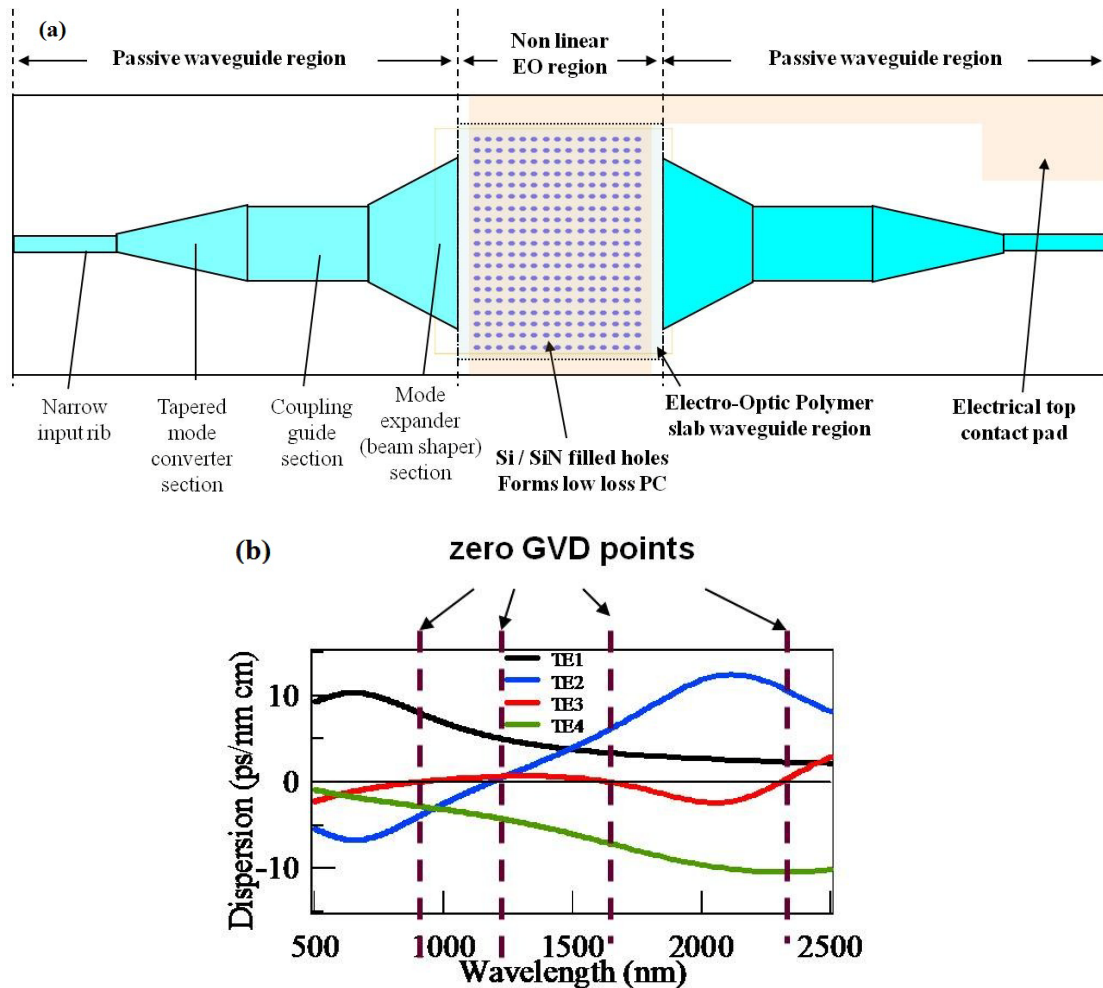 (a)
Passive waveguide region
Non linear
EO region
Passive waveguide region
Narrow
input rib
Tapered
mode
converter
section
Coupling
guide
section
Mode
expander
(beam shaper)
section
Si / SiN filled holes
Forms low loss PC
Electro-Optic Polymer
slab waveguide region
Electrical top
contact pad
(b)
zero GVD points
Dispersion (ps/nm cm)
10
0
-10
TE1
TE2
TE3
TE4
500
1000
1500
2000
2500
Wavelength (nm)